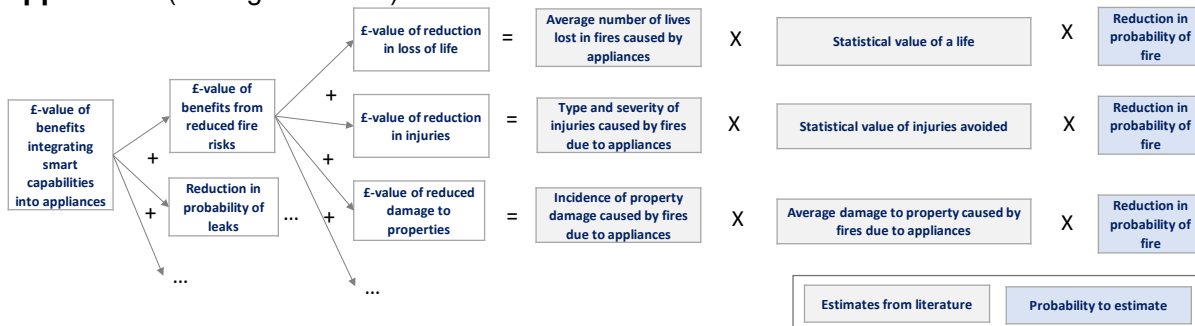 £-value of
benefits
integrating
smart
capabilities
into appliances
+
+
£-value of
benefits from
reduced fire
risks
Reduction in
probability of
leaks
...
...
+
+
£-value of reduction
in loss of life
=
Average number of lives
lost in fires caused by
appliances
X
Statistical value of a life
X
Reduction in
probability of
fire
£-value of reduction
in injuries
=
Type and severity of
injuries caused by fires
due to appliances
X
Statistical value of injuries avoided
X
Reduction in
probability of
fire
£-value of reduced
damage to
properties
=
Incidence of property
damage caused by fires
due to appliances
X
Average damage to property caused by
fires due to appliances
X
Reduction in
probability of
fire
...
Estimates from literature
Probability to estimate